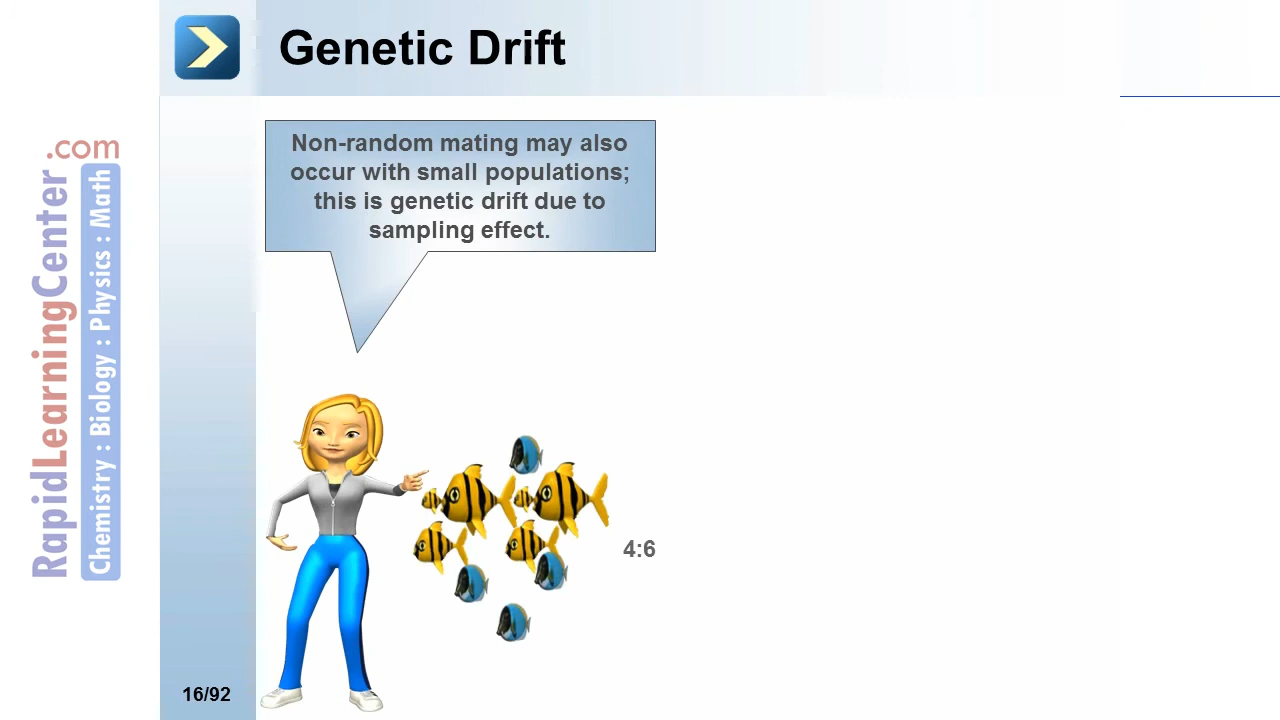 Genetic Drift
Non-random mating may also
occur with small populations;
this is genetic drift due to
sampling effect.
4:6
16/92
RapidLearningCenter.com
Chemistry : Biology : Physics : Math